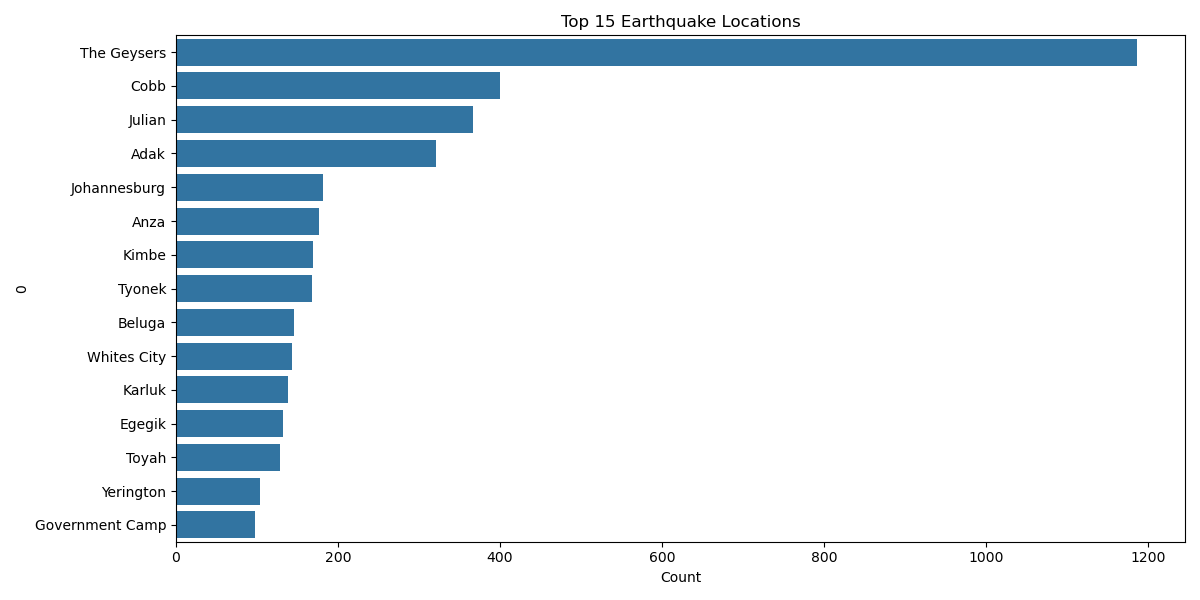 Top 15 Earthquake Locations
The Geysers
Cobb
Julian
Adak
Johannesburg
Anza
Kimbe
Tyonek
Beluga
Whites City
Karluk
Egegik
Toyah
Yerington
Government Camp
0
0 200 400 600 800 1000 1200
Count